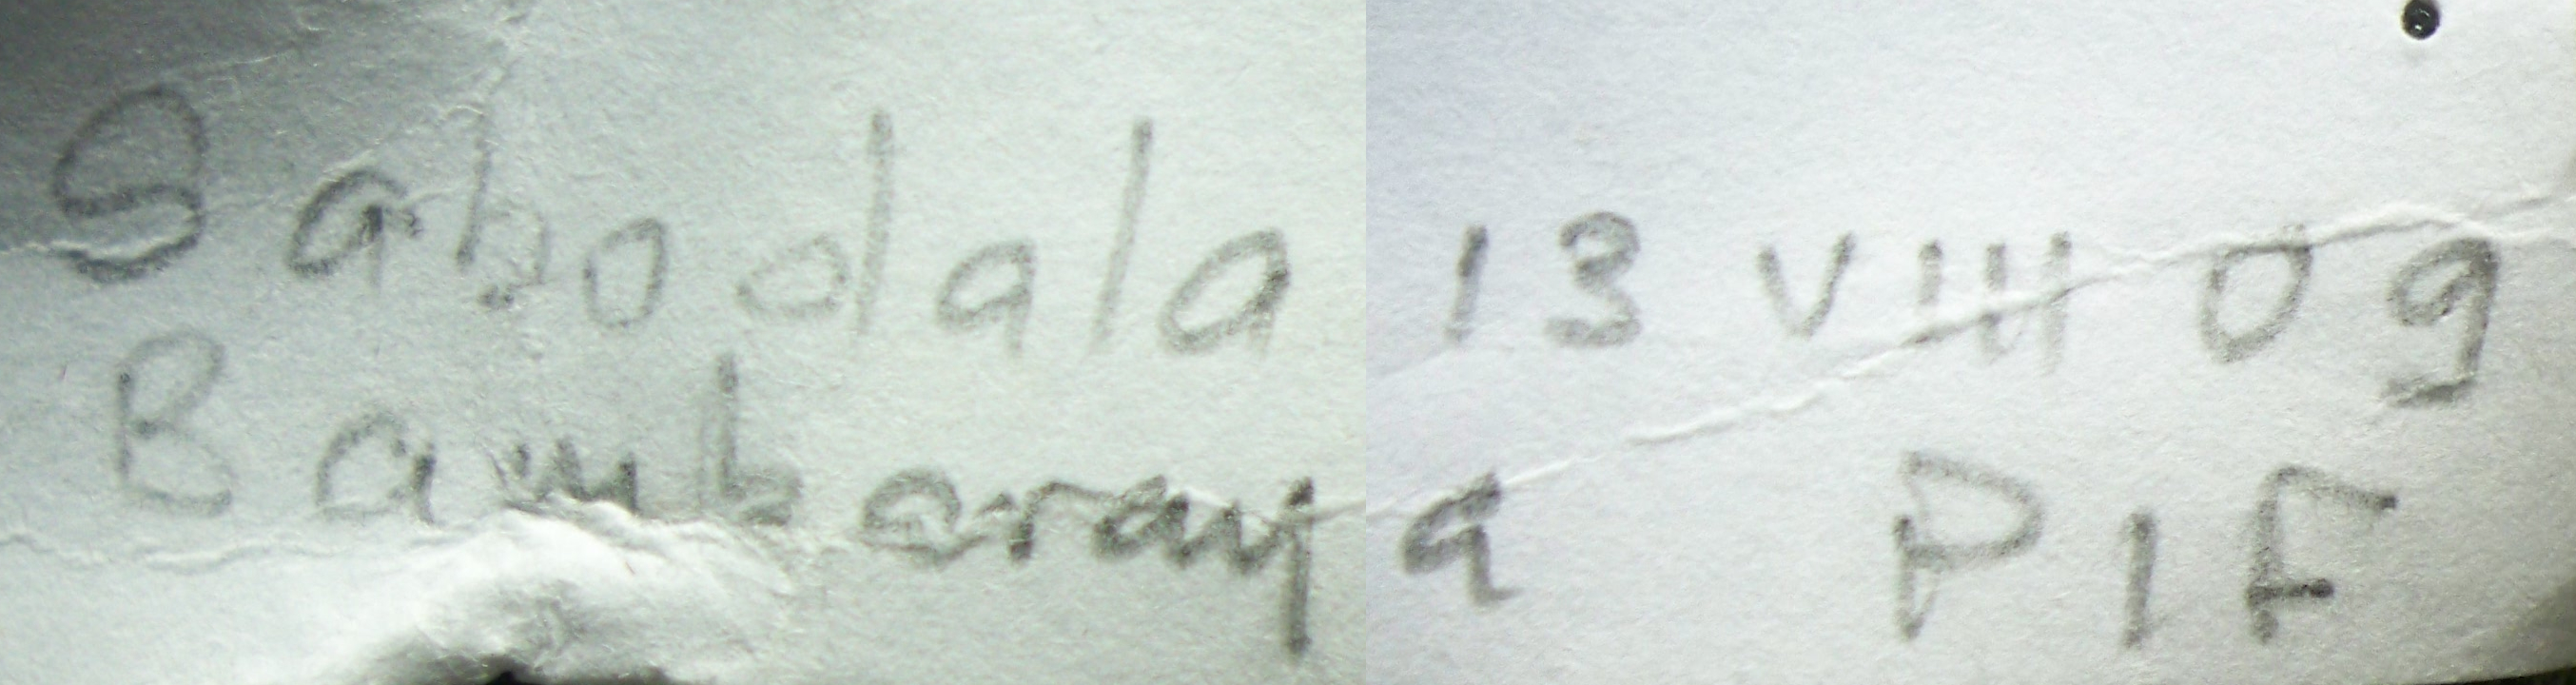 Sabodala 13 VIII 09
Bambaraya PIF